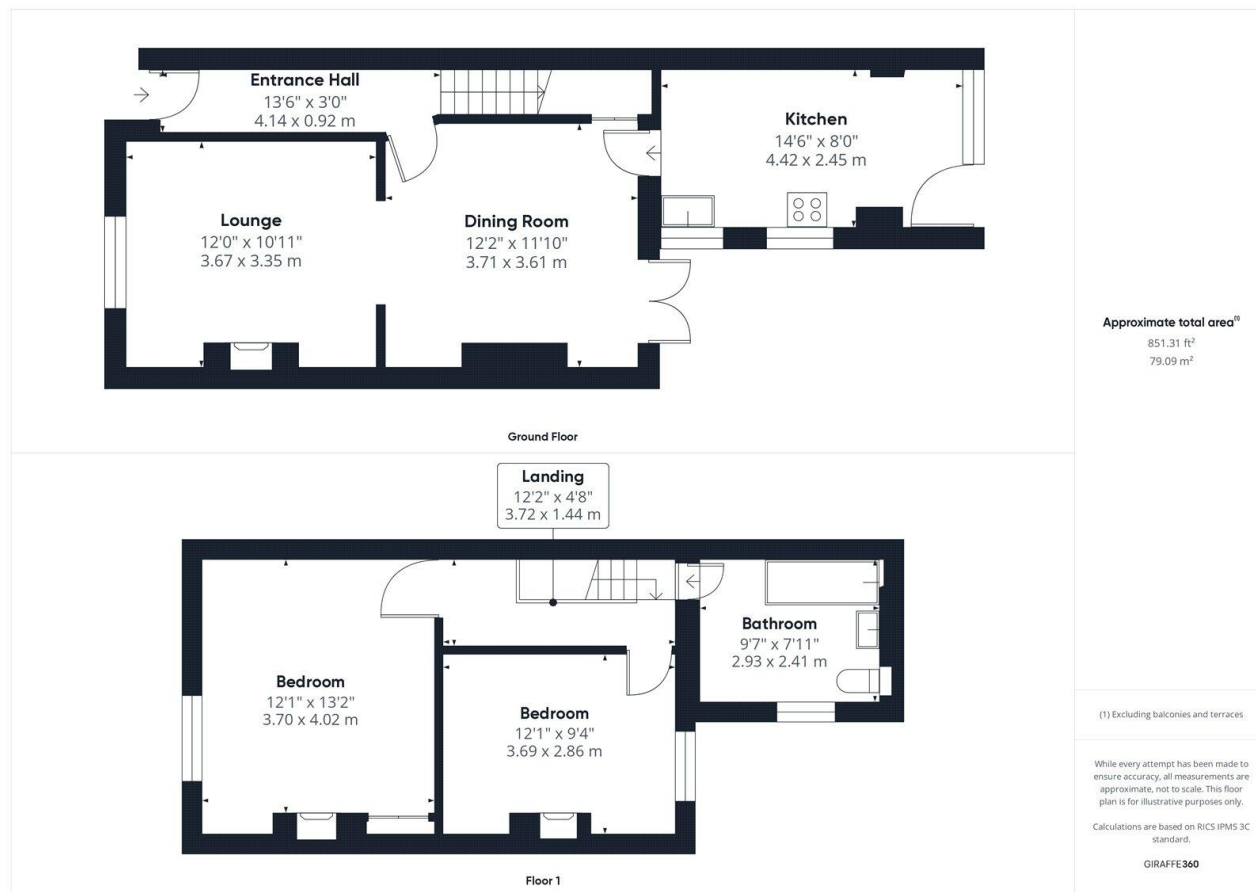 Entrance Hall
13'6" x 3'0"
4.14 x 0.92 m
Kitchen
14'6" x 8'0"
4.42 x 2.45 m
Lounge
12'0" x 10'11"
3.67 x 3.35 m
Dining Room
12'2" x 11'10"
3.71 x 3.61 m
Ground Floor
Landing
12'2" x 4'8"
3.72 x 1.44 m
Bathroom
9'7" x 7'11"
2.93 x 2.41 m
Bedroom
12'1" x 13'2"
3.70 x 4.02 m
Bedroom
12'1" x 9'4"
3.69 x 2.86 m
Floor 1
Approximate total area(1)
851.31 ft²
79.09 m²
(1) Excluding balconies and terraces
While every attempt has been made to
ensure accuracy, all measurements are
approximate, not to scale. This floor
plan is for illustrative purposes only.
Calculations are based on RICS IPMS 3C
standard.
GIRAFFE360